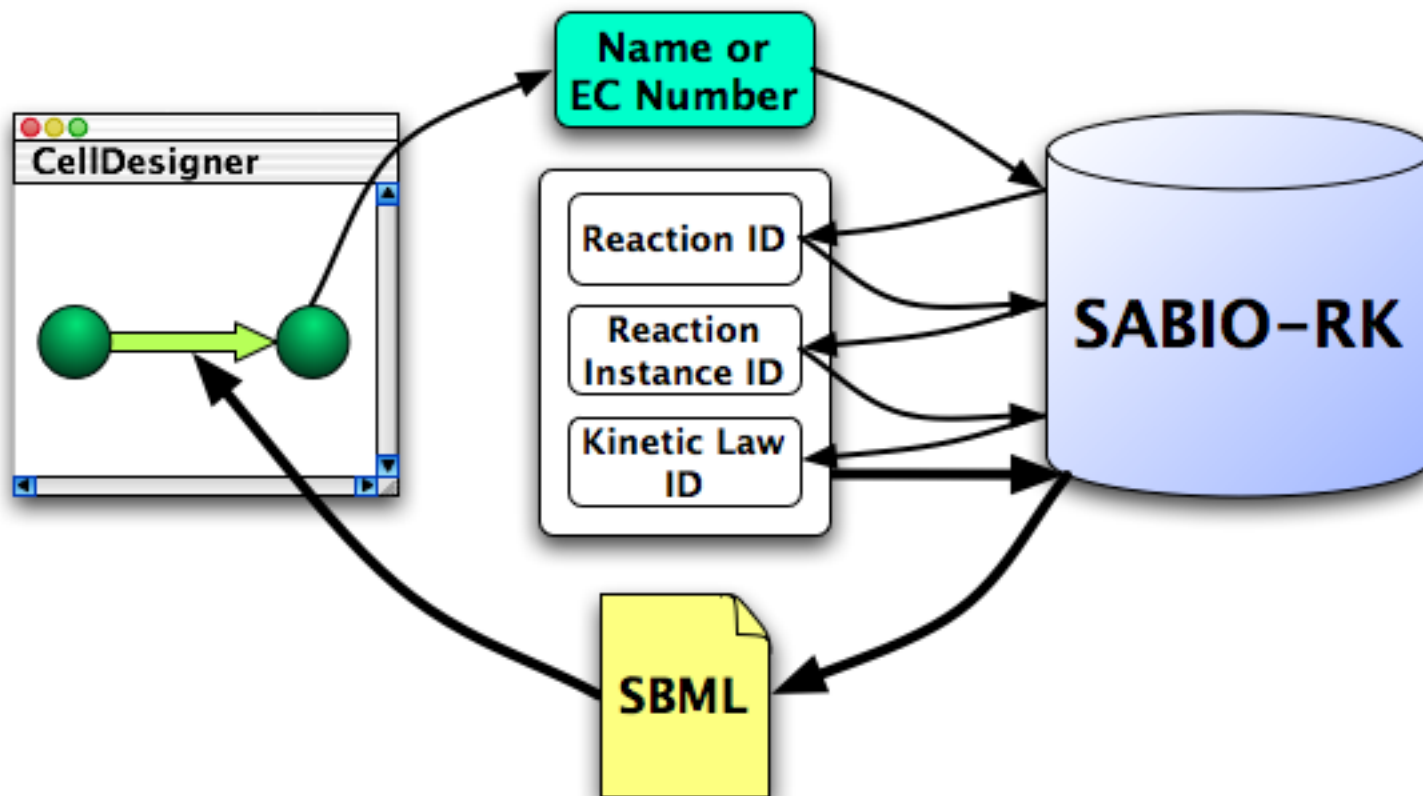 Name or
EC Number
CellDesigner
Reaction ID
Reaction
Instance ID
Kinetic Law
ID
SABIO-RK
SBML